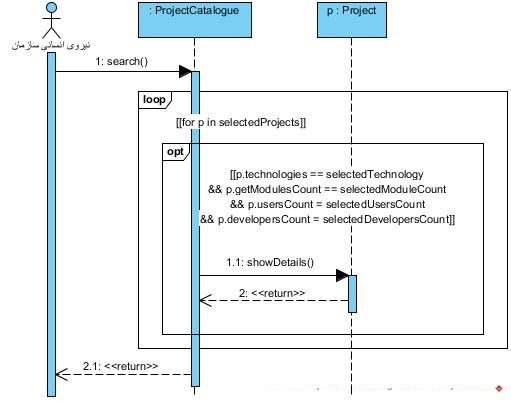 : ProjectCatalogue
p : Project
نیروی انسانی سازمان
1: search()
loop
[[for p in selectedProjects]]
opt
[[p.technologies == selectedTechnology
&& p.getModulesCount == selectedModuleCount
&& p.usersCount = selectedUsersCount
&& p.developersCount = selectedDevelopersCount]]
1.1: showDetails()
2: <<return>>
2.1: <<return>>